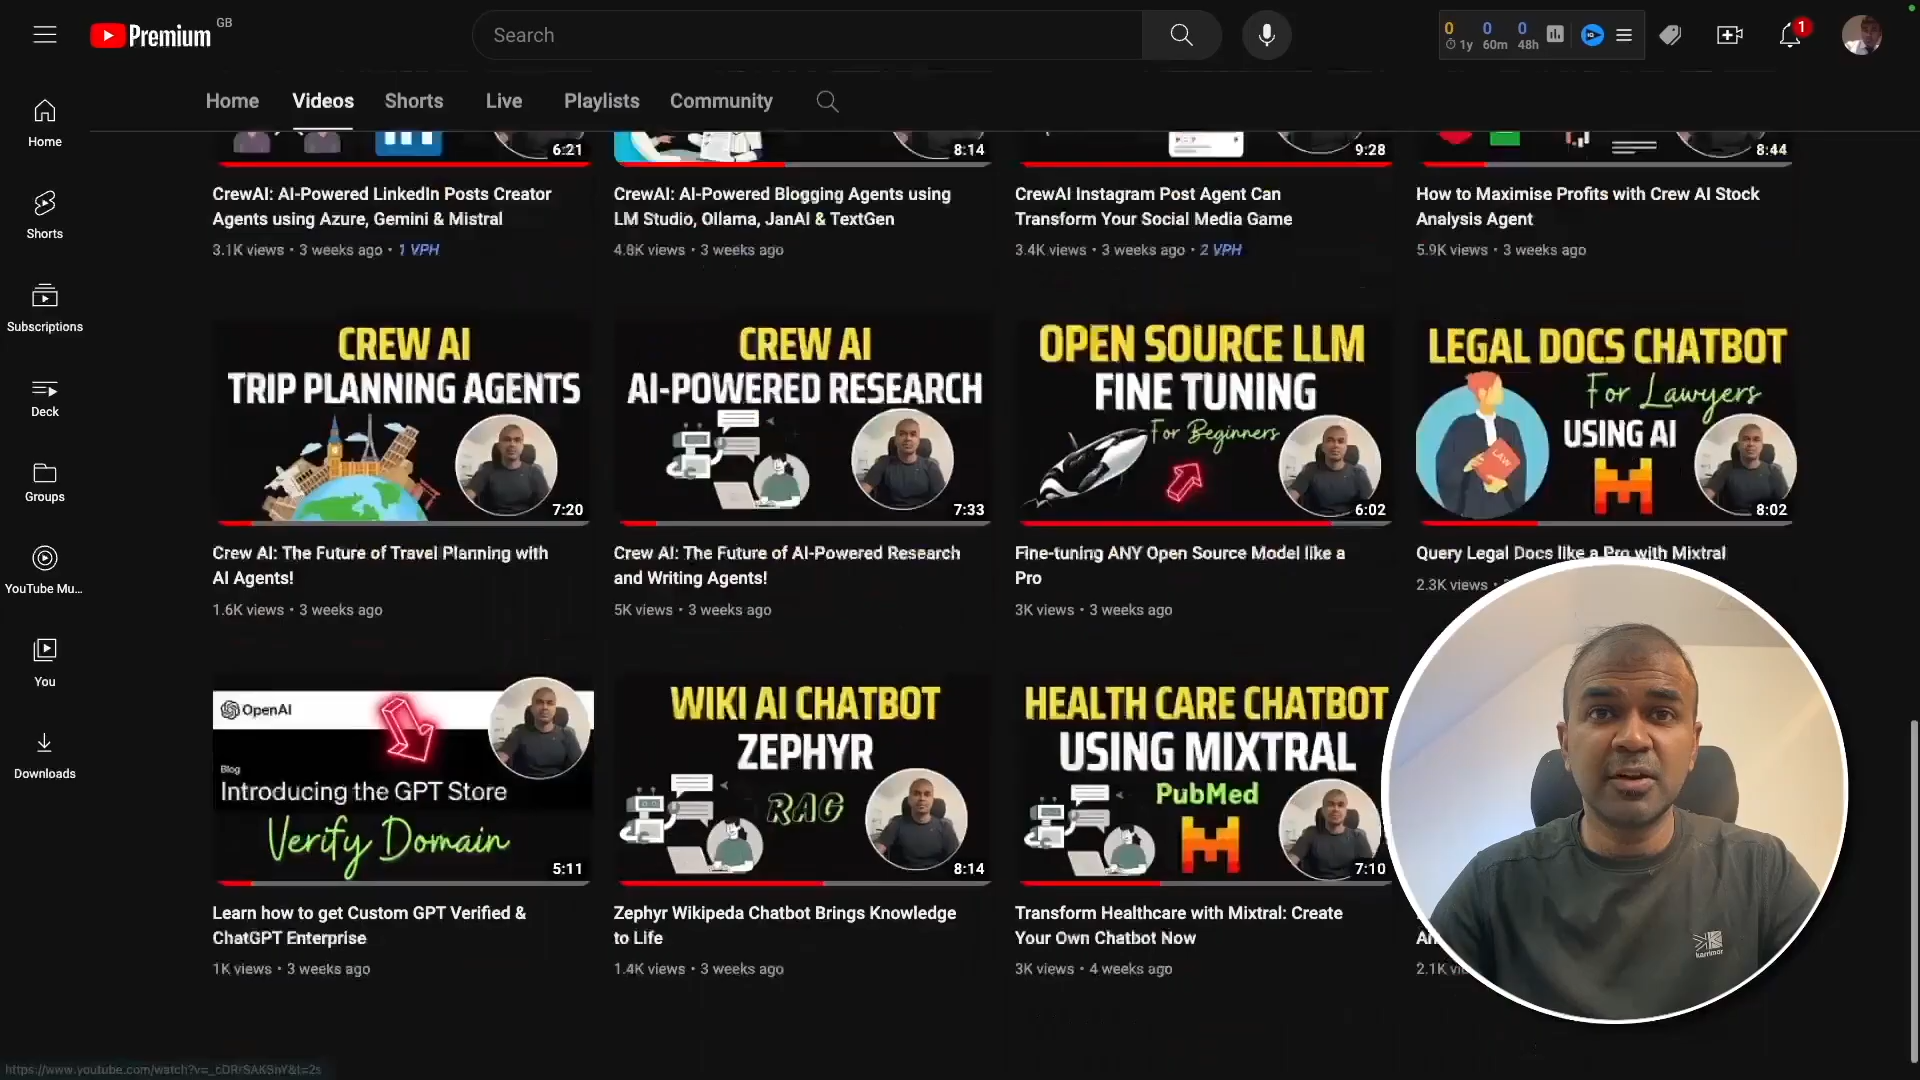 Premium GB
Search
0 0 0
1y 60m 48h
1
Home Videos Shorts Live Playlists Community
Home
Shorts
Subscriptions
Deck
Groups
YouTube Mu...
You
Downloads
6:21
8:14
9:28
8:44
CrewAI: AI-Powered LinkedIn Posts Creator
Agents using Azure, Gemini & Mistral
3.1K views • 3 weeks ago • 1 VPH
CrewAI: AI-Powered Blogging Agents using
LM Studio, Ollama, JanAI & TextGen
4.8K views • 3 weeks ago
CrewAI Instagram Post Agent Can
Transform Your Social Media Game
3.4K views • 3 weeks ago • 2 VPH
How to Maximise Profits with Crew AI Stock
Analysis Agent
5.9K views • 3 weeks ago
CREW AI
TRIP PLANNING AGENTS
7:20
CREW AI
AI-POWERED RESEARCH
7:33
OPEN SOURCE LLM
FINE TUNING
For Beginners
6:02
LEGAL DOCS CHATBOT
For Lawyers
USING AI
LAW
8:02
Crew AI: The Future of Travel Planning with
AI Agents!
1.6K views • 3 weeks ago
Crew AI: The Future of AI-Powered Research
and Writing Agents!
5K views • 3 weeks ago
Fine-tuning ANY Open Source Model like a
Pro
3K views • 3 weeks ago
Query Legal Docs like a Pro with Mixtral
2.3K views •
OpenAI
Blog
Introducing the GPT Store
Verify Domain
5:11
WIKI AI CHATBOT
ZEPHYR
RAG
8:14
HEALTH CARE CHATBOT
USING MIXTRAL
PubMed
7:10
Learn how to get Custom GPT Verified &
ChatGPT Enterprise
1K views • 3 weeks ago
Zephyr Wikipeda Chatbot Brings Knowledge
to Life
1.4K views • 3 weeks ago
Transform Healthcare with Mixtral: Create
Your Own Chatbot Now
3K views • 4 weeks ago
2.1K
karrimor